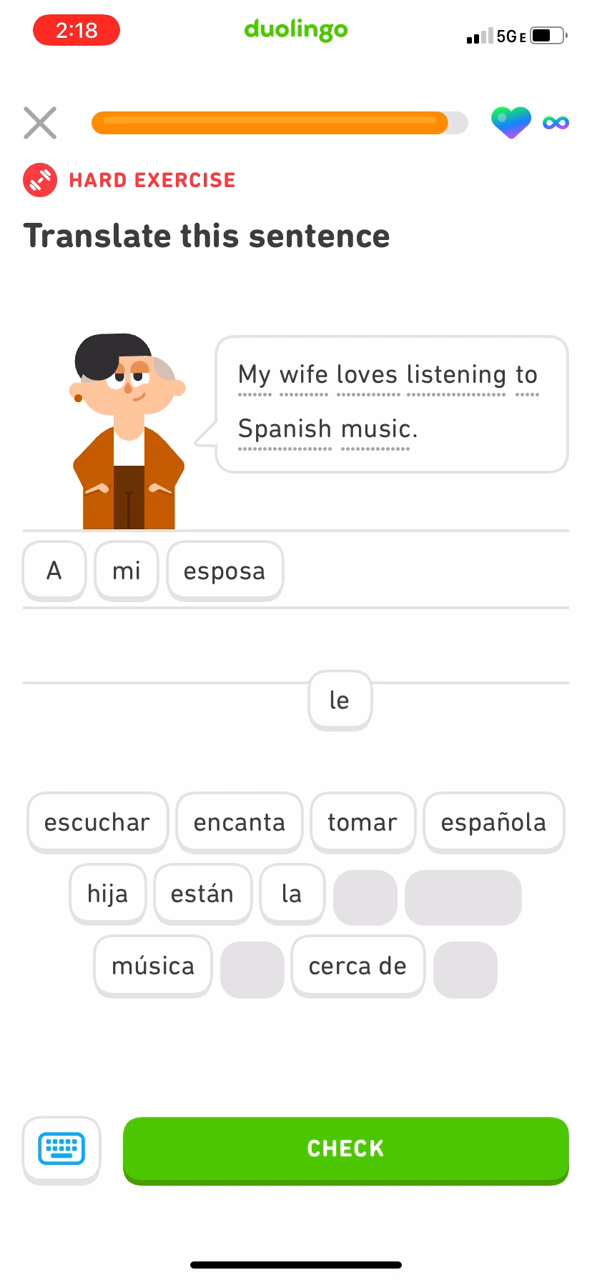 2:18 duolingo 5GE
HARD EXERCISE
Translate this sentence
My wife loves listening to
Spanish music.
A mi esposa
le
escuchar encanta tomar española
hija están la
música cerca de
CHECK